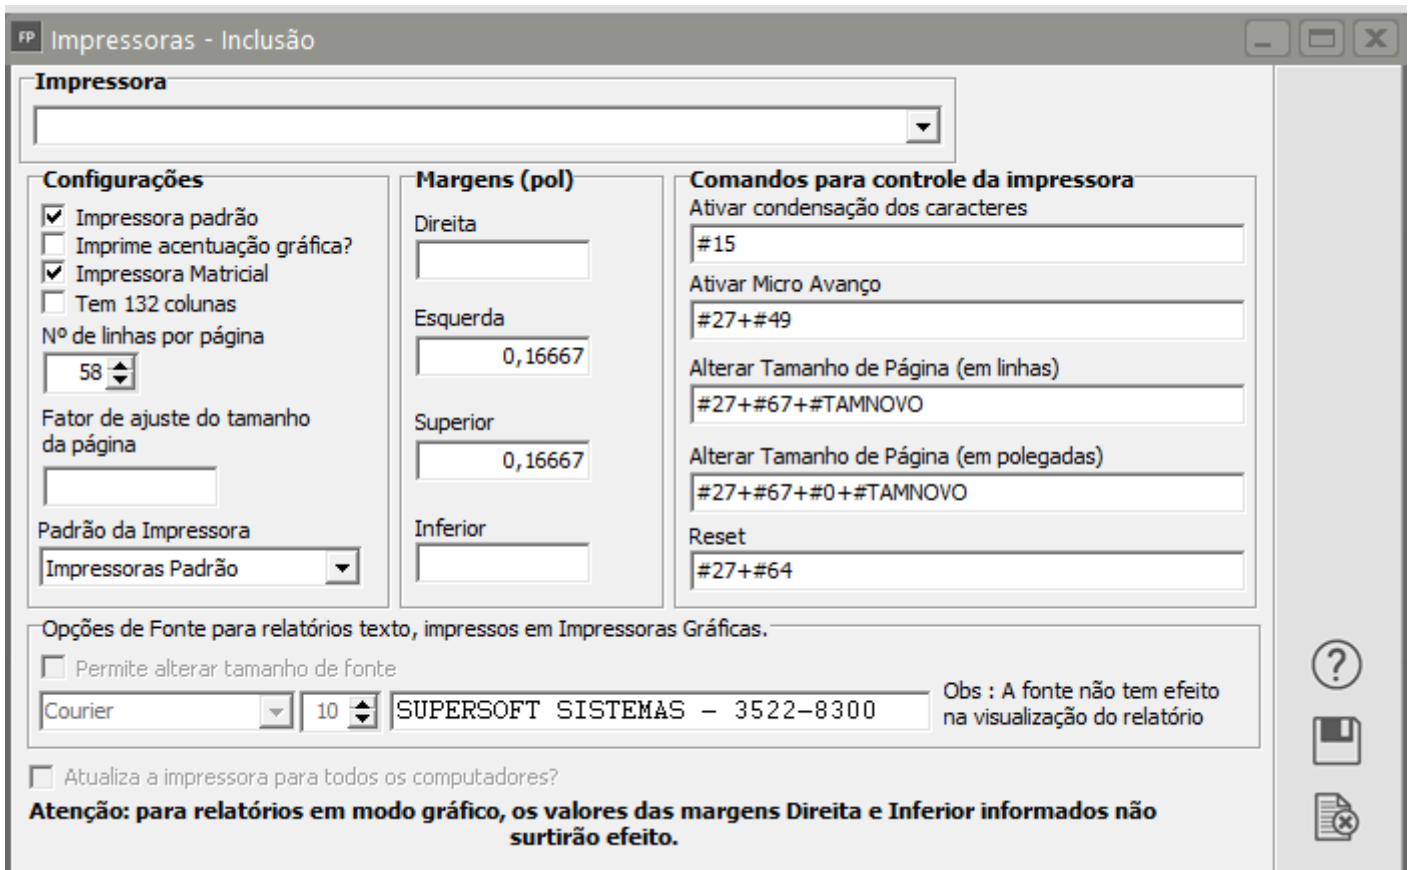 FP Impressoras - Inclusão
Impressora
Configurações
Impressora padrão
Imprime acentuação gráfica?
Impressora Matricial
Tem 132 colunas
Nº de linhas por página
58
Fator de ajuste do tamanho
da página
Padrão da Impressora
Impressoras Padrão
Margens (pol)
Direita
Esquerda
0,16667
Superior
0,16667
Inferior
Comandos para controle da impressora
Ativar condensação dos caracteres
#15
Ativar Micro Avanço
#27+#49
Alterar Tamanho de Página (em linhas)
#27+#67+#TAMNOVO
Alterar Tamanho de Página (em polegadas)
#27+#67+#0+#TAMNOVO
Reset
#27+#64
Opções de Fonte para relatórios texto, impressos em Impressoras Gráficas.
Permite alterar tamanho de fonte
Courier 10 SUPERSOFT SISTEMAS - 3522-8300
Obs : A fonte não tem efeito
na visualização do relatório
Atualiza a impressora para todos os computadores?
Atenção: para relatórios em modo gráfico, os valores das margens Direita e Inferior informados não
surtirão efeito.